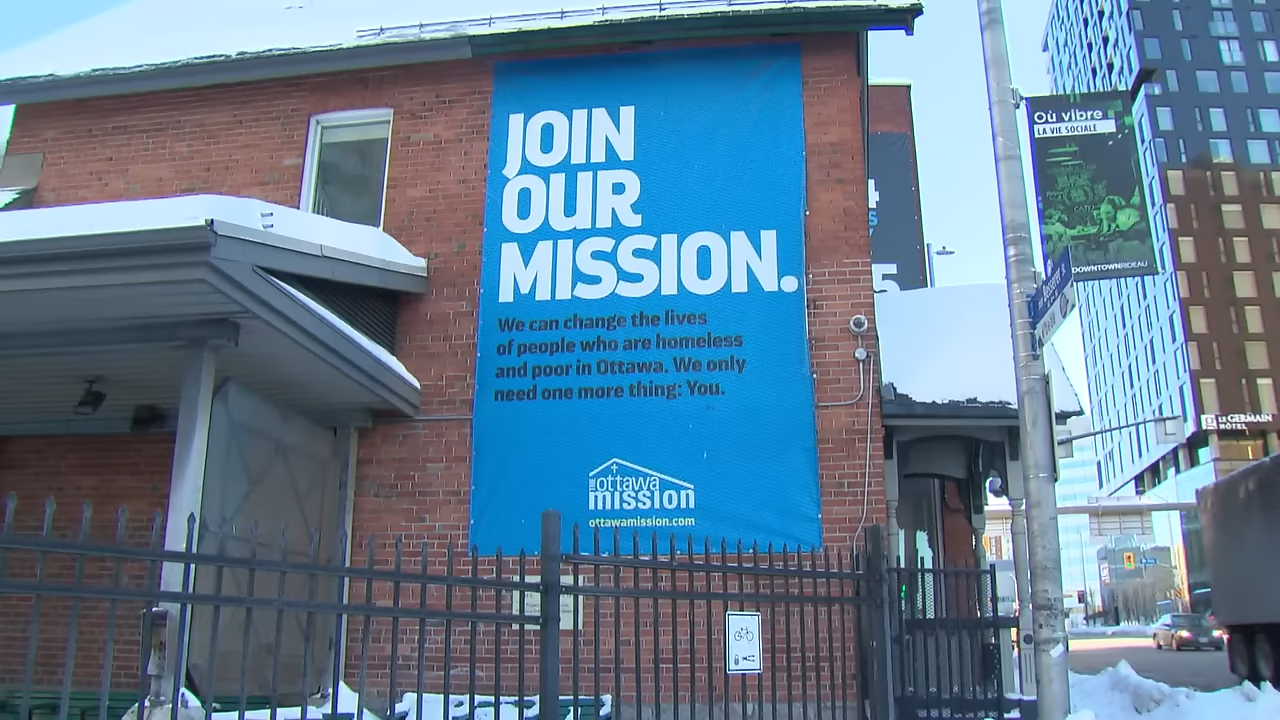 JOIN
OUR
MISSION.
We can change the lives
of people who are homeless
and poor in Ottawa. We only
need one more thing: You.
THE ottawa
mission
ottawamission.com
Où vibre
LA VIE SOCIALE
DOWNTOWNRIDEAU
LE GERMAIN
HÔTEL